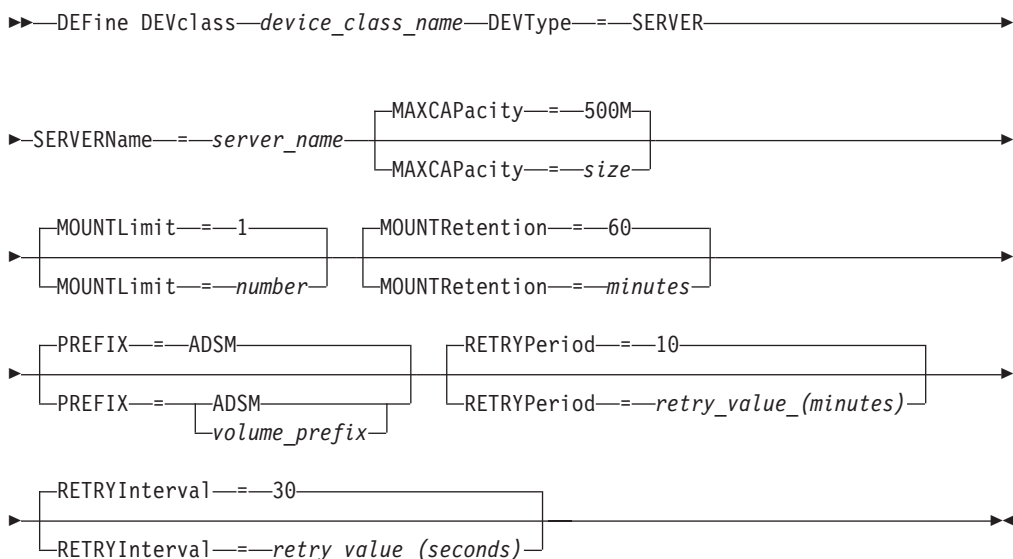 DEFine DEVclass device_class_name DEVType = SERVER
MAXCAPacity = 500M
SERVERName = server_name
MAXCAPacity = size
MOUNTLimit = 1 MOUNTRetention = 60
MOUNTLimit = number MOUNTRetention = minutes
PREFIX = ADSM RETRYPeriod = 10
PREFIX = ADSM RETRYPeriod = retry_value_(minutes)
volume_prefix
RETRYInterval = 30
RETRYInterval = retry_value_(seconds)